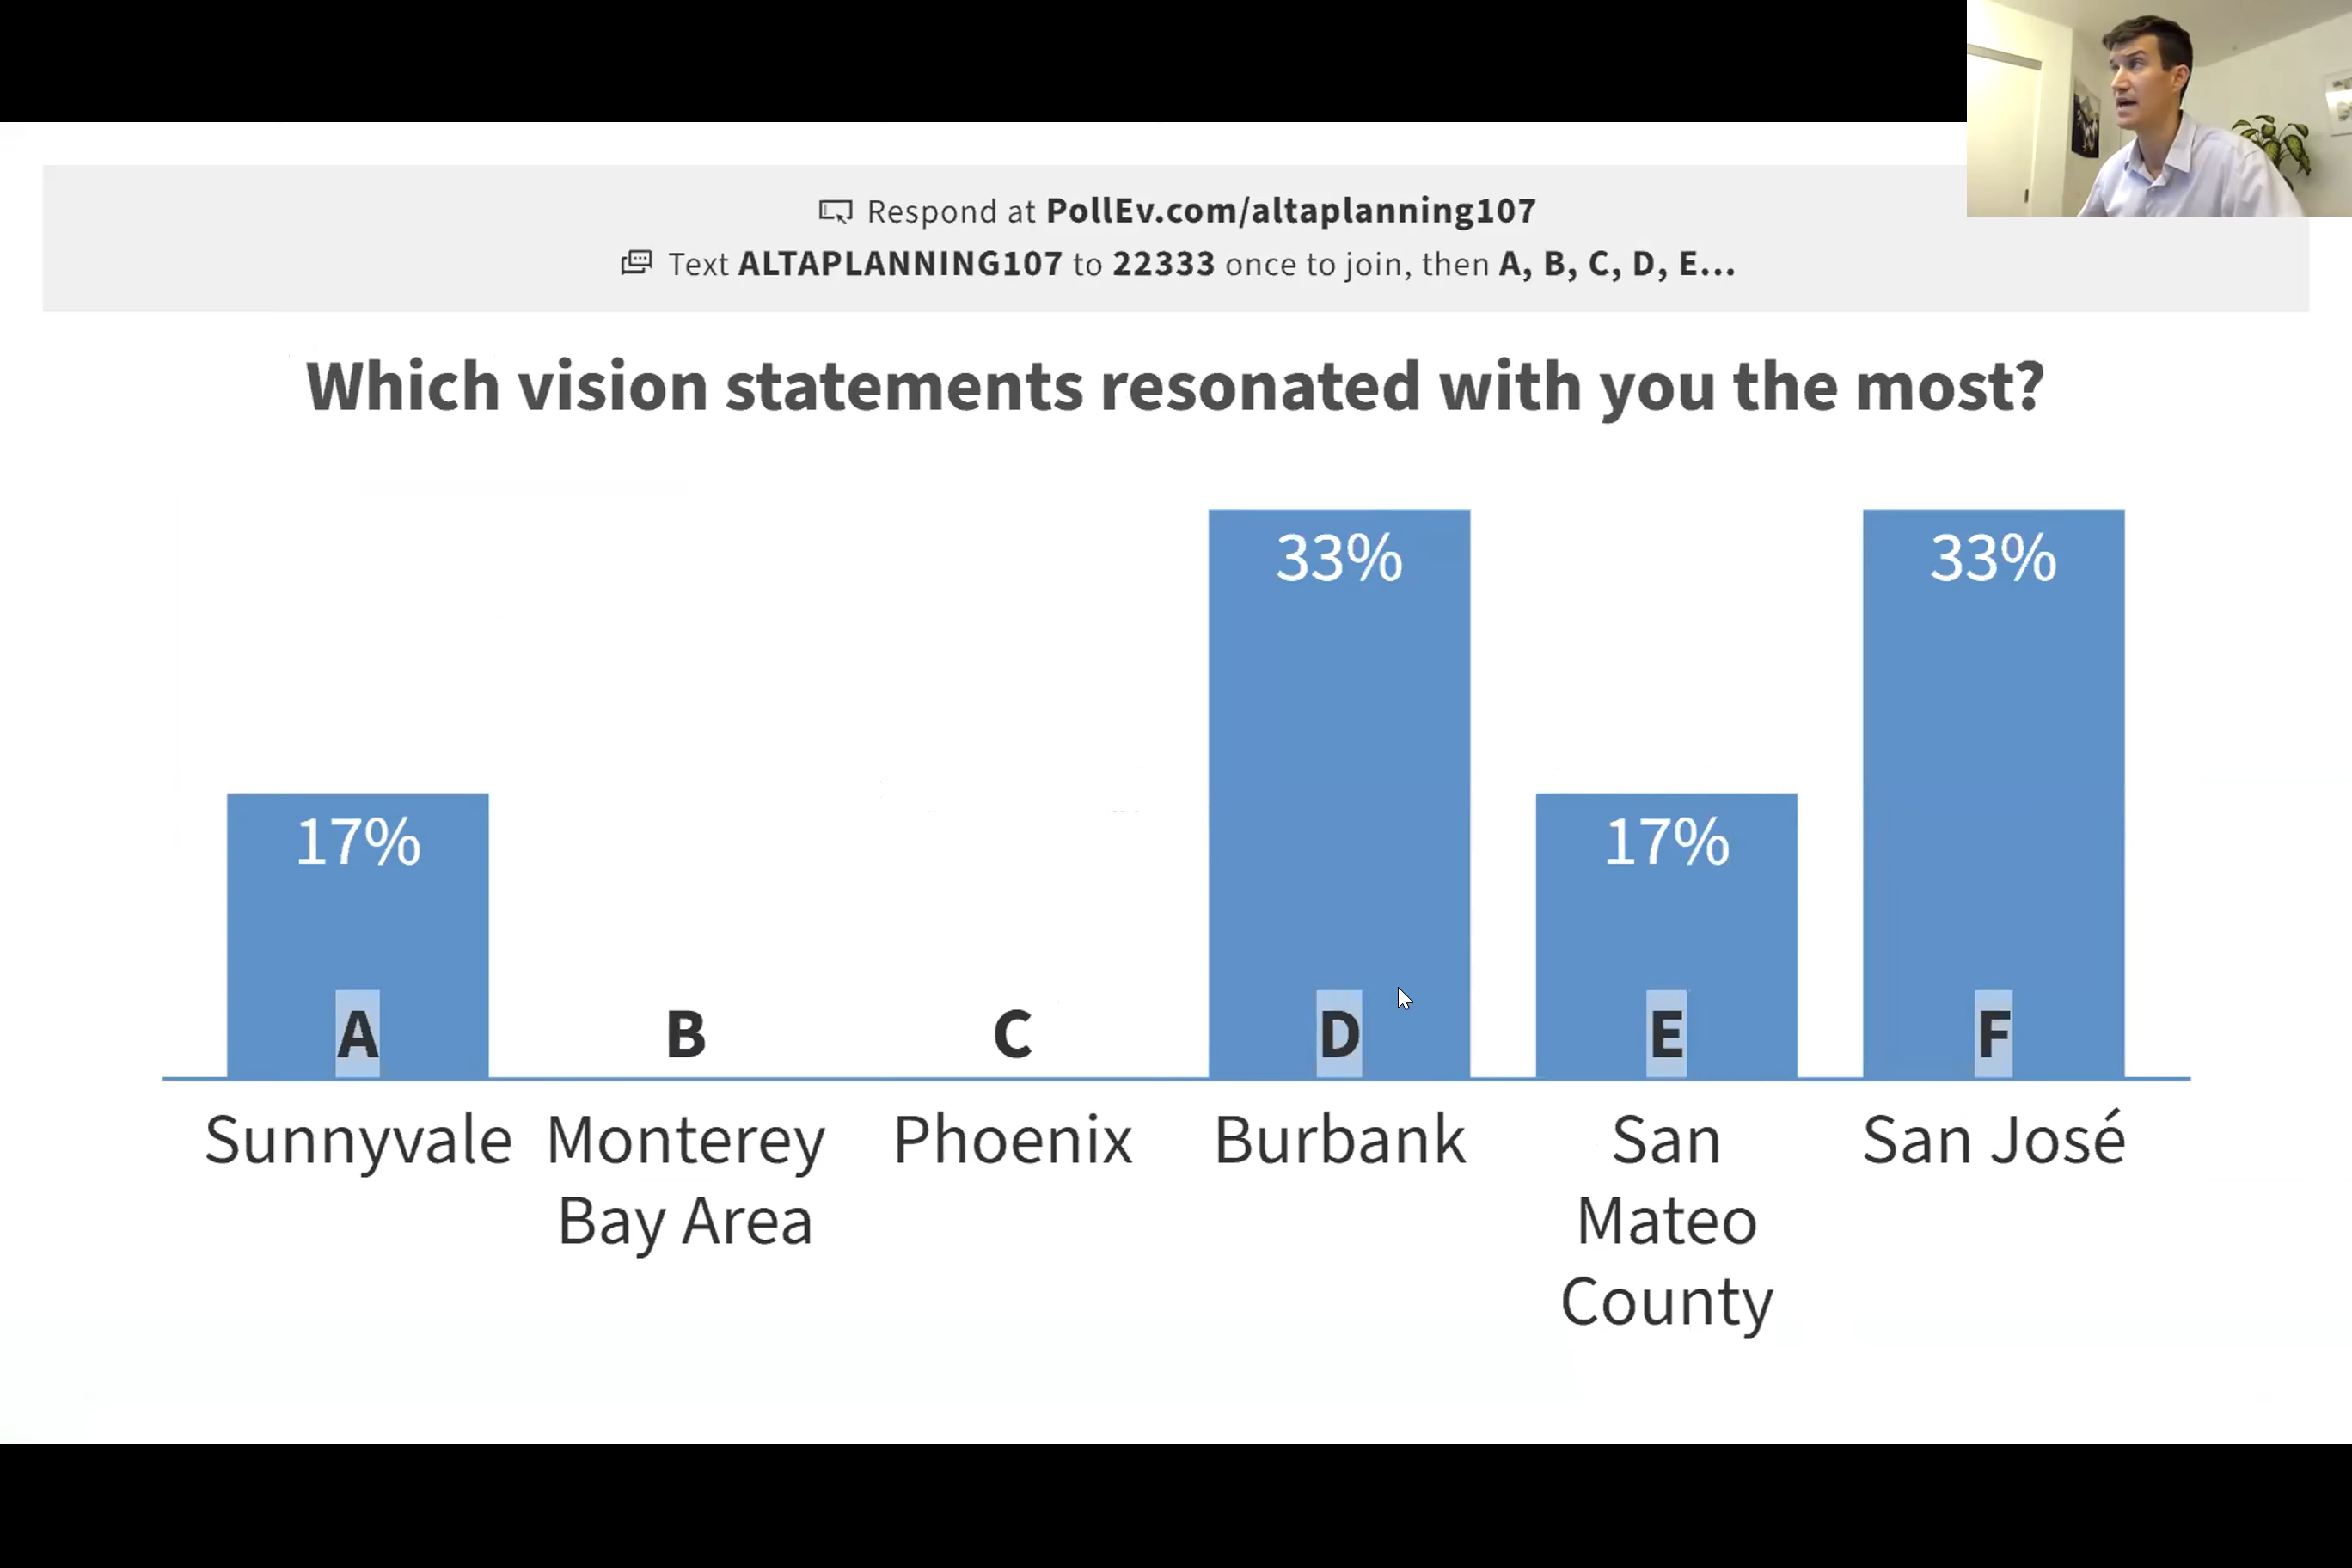 Respond at PollEv.com/altaplanning107
Text ALTAPLANNING107 to 22333 once to join, then A, B, C, D, E...
Which vision statements resonated with you the most?
17%
33%
17%
33%
A
B
C
D
E
F
Sunnyvale
Monterey
Bay Area
Phoenix
Burbank
San
Mateo
County
San José